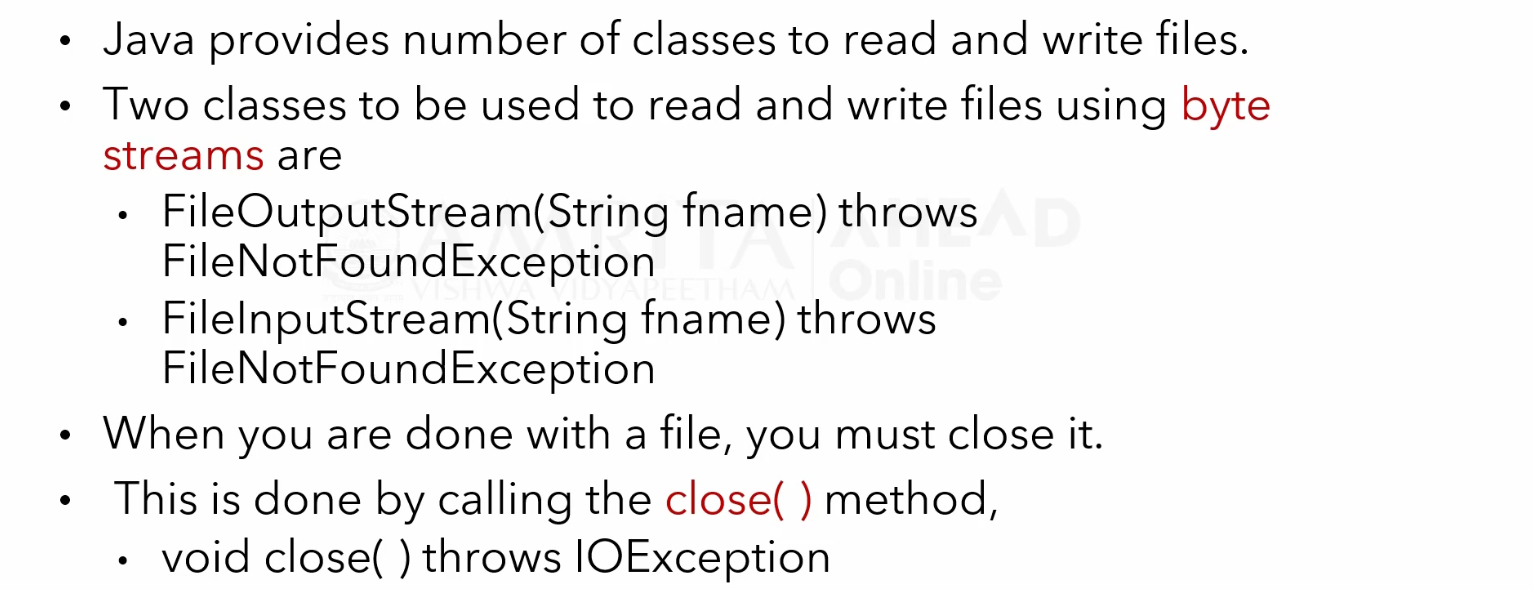 • Java provides number of classes to read and write files.
• Two classes to be used to read and write files using byte
streams are
• FileOutputStream(String fname) throws
FileNotFoundException
• FileInputStream(String fname) throws
FileNotFoundException
• When you are done with a file, you must close it.
• This is done by calling the close( ) method,
• void close( ) throws IOException
AMRITA
VISHWA VIDYAPEETHAM
AHEAD
Online